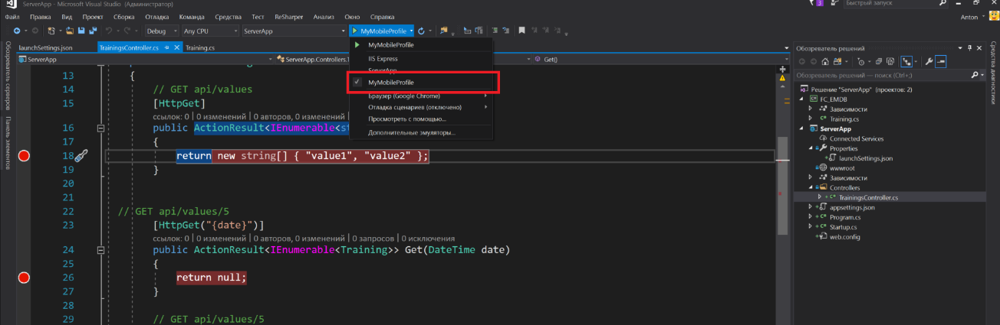 ServerApp - Microsoft Visual Studio (Администратор)
3
Быстрый запуск
Файл Правка Вид Проект Сборка Отладка Команда Средства Тест ReSharper Анализ Окно Справка
Anton
Debug Any CPU ServerApp MyMobileProfile
MyMobileProfile
IIS Express
ServerApp
MyMobileProfile
Браузер (Google Chrome)
Отладка сценариев (отключено)
Просмотреть с помощью...
Дополнительные эмуляторы...
Обозреватель серверов
Панель элементов
launchSettings.json TrainingsController.cs Training.cs
ServerApp ServerApp.Controllers.T Get()
13 {
14 // GET api/values
15 [HttpGet]
ссылок: 0 | 0 изменений | 0 авторов, 0 изменений
16 public ActionResult<IEnumerable<st
17 {
18 return new string[] { "value1", "value2" };
19 }
20
21
22 // GET api/values/5
23 [HttpGet("{date}")]
ссылок: 0 | 0 изменений | 0 авторов, 0 изменений | 0 запросов | 0 исключения
24 public ActionResult<IEnumerable<Training>> Get(DateTime date)
25 {
26 return null;
27 }
28
29 // GET api/values/5
Обозреватель решений
Обозреватель решений — поиск (Ctrl+;)
Решение "ServerApp" (проектов: 2)
FC_EMDB
Зависимости
Training.cs
ServerApp
Connected Services
Properties
launchSettings.json
wwwroot
Зависимости
Controllers
TrainingsController.cs
appsettings.json
Program.cs
Startup.cs
web.config
Средства диагностики